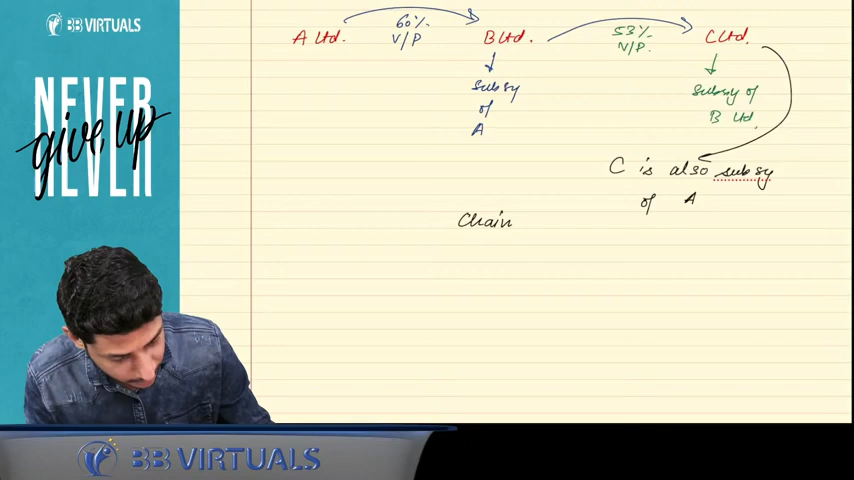 BB VIRTUALS
NEVER
give up
NEVER
A Ltd.
60%
V/P
B Ltd.
53%
V/P.
C Ltd.
subsy
of
A
subsy of
B Ltd.
C is also subsy
of A
Chain
BB VIRTUALS